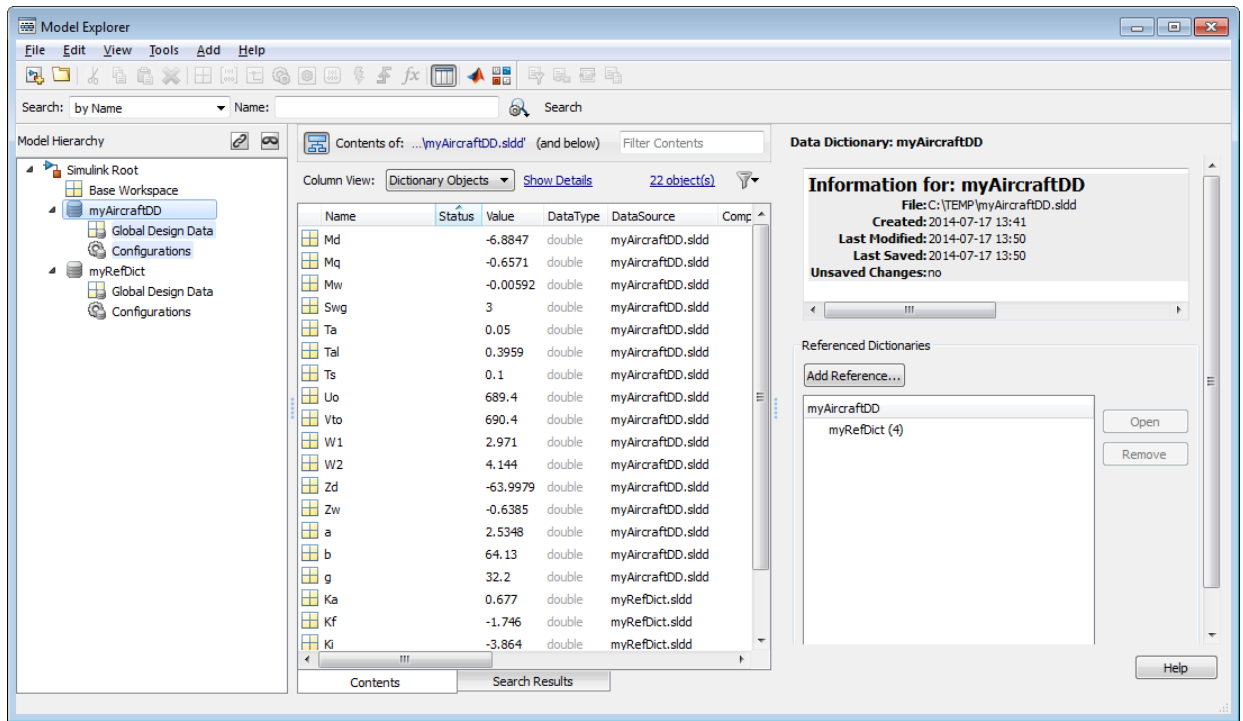 Model Explorer
File Edit View Tools Add Help
fx
Search: by Name Name: Search
Model Hierarchy
Simulink Root
Base Workspace
myAircraftDD
Global Design Data
Configurations
myRefDict
Global Design Data
Configurations
Contents of: ...\myAircraftDD.sldd' (and below) Filter Contents
Column View: Dictionary Objects Show Details 22 object(s)
Name Status Value DataType DataSource Comp
Md -6.8847 double myAircraftDD.sldd
Mq -0.6571 double myAircraftDD.sldd
Mw -0.00592 double myAircraftDD.sldd
Swg 3 double myAircraftDD.sldd
Ta 0.05 double myAircraftDD.sldd
Tal 0.3959 double myAircraftDD.sldd
Ts 0.1 double myAircraftDD.sldd
Uo 689.4 double myAircraftDD.sldd
Vto 690.4 double myAircraftDD.sldd
W1 2.971 double myAircraftDD.sldd
W2 4.144 double myAircraftDD.sldd
Zd -63.9979 double myAircraftDD.sldd
Zw -0.6385 double myAircraftDD.sldd
a 2.5348 double myAircraftDD.sldd
b 64.13 double myAircraftDD.sldd
g 32.2 double myAircraftDD.sldd
Ka 0.677 double myRefDict.sldd
Kf -1.746 double myRefDict.sldd
Ki -3.864 double myRefDict.sldd
Contents Search Results
Data Dictionary: myAircraftDD
Information for: myAircraftDD
File: C:\TEMP\myAircraftDD.sldd
Created: 2014-07-17 13:41
Last Modified: 2014-07-17 13:50
Last Saved: 2014-07-17 13:50
Unsaved Changes: no
Referenced Dictionaries
Add Reference...
myAircraftDD
myRefDict (4)
Open
Remove
Help